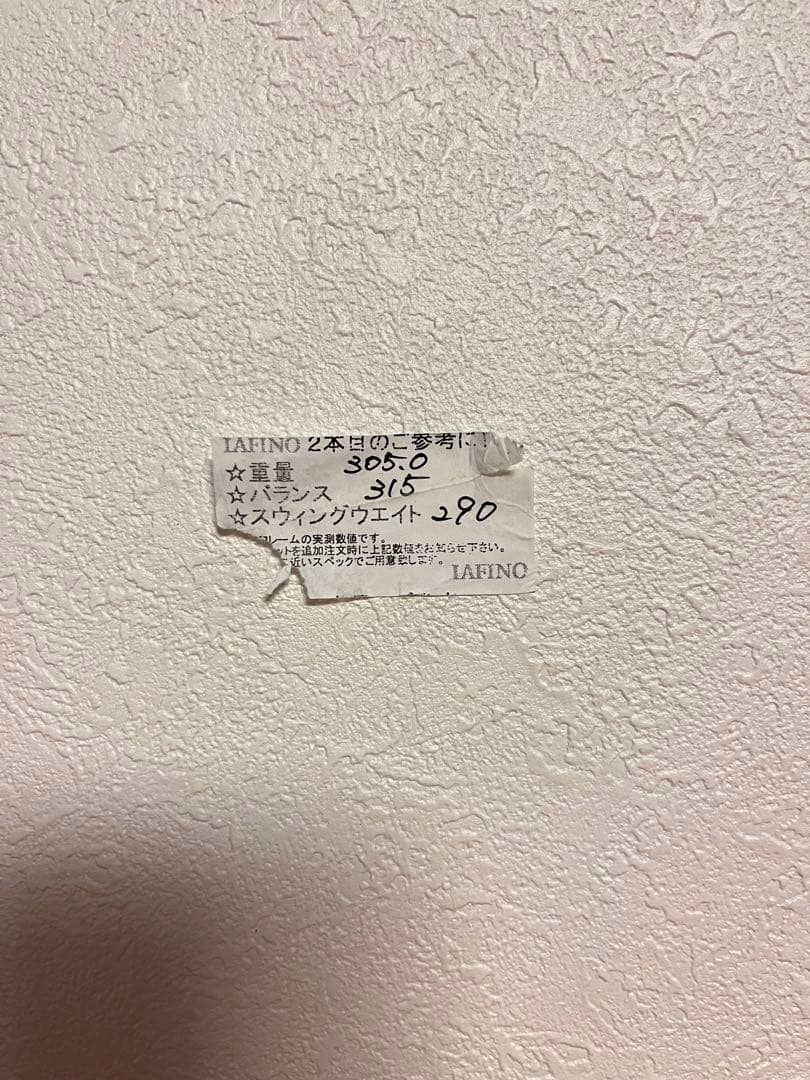 IAFINO 2本目のご参考に!
☆重量 305.0
☆バランス 315
☆スウィングウエイト 290
フレームの実測数値です。
ットを追加注文時に上記数値をお知らせ下さい。
近いスペックでご用意致します。
IAFINO